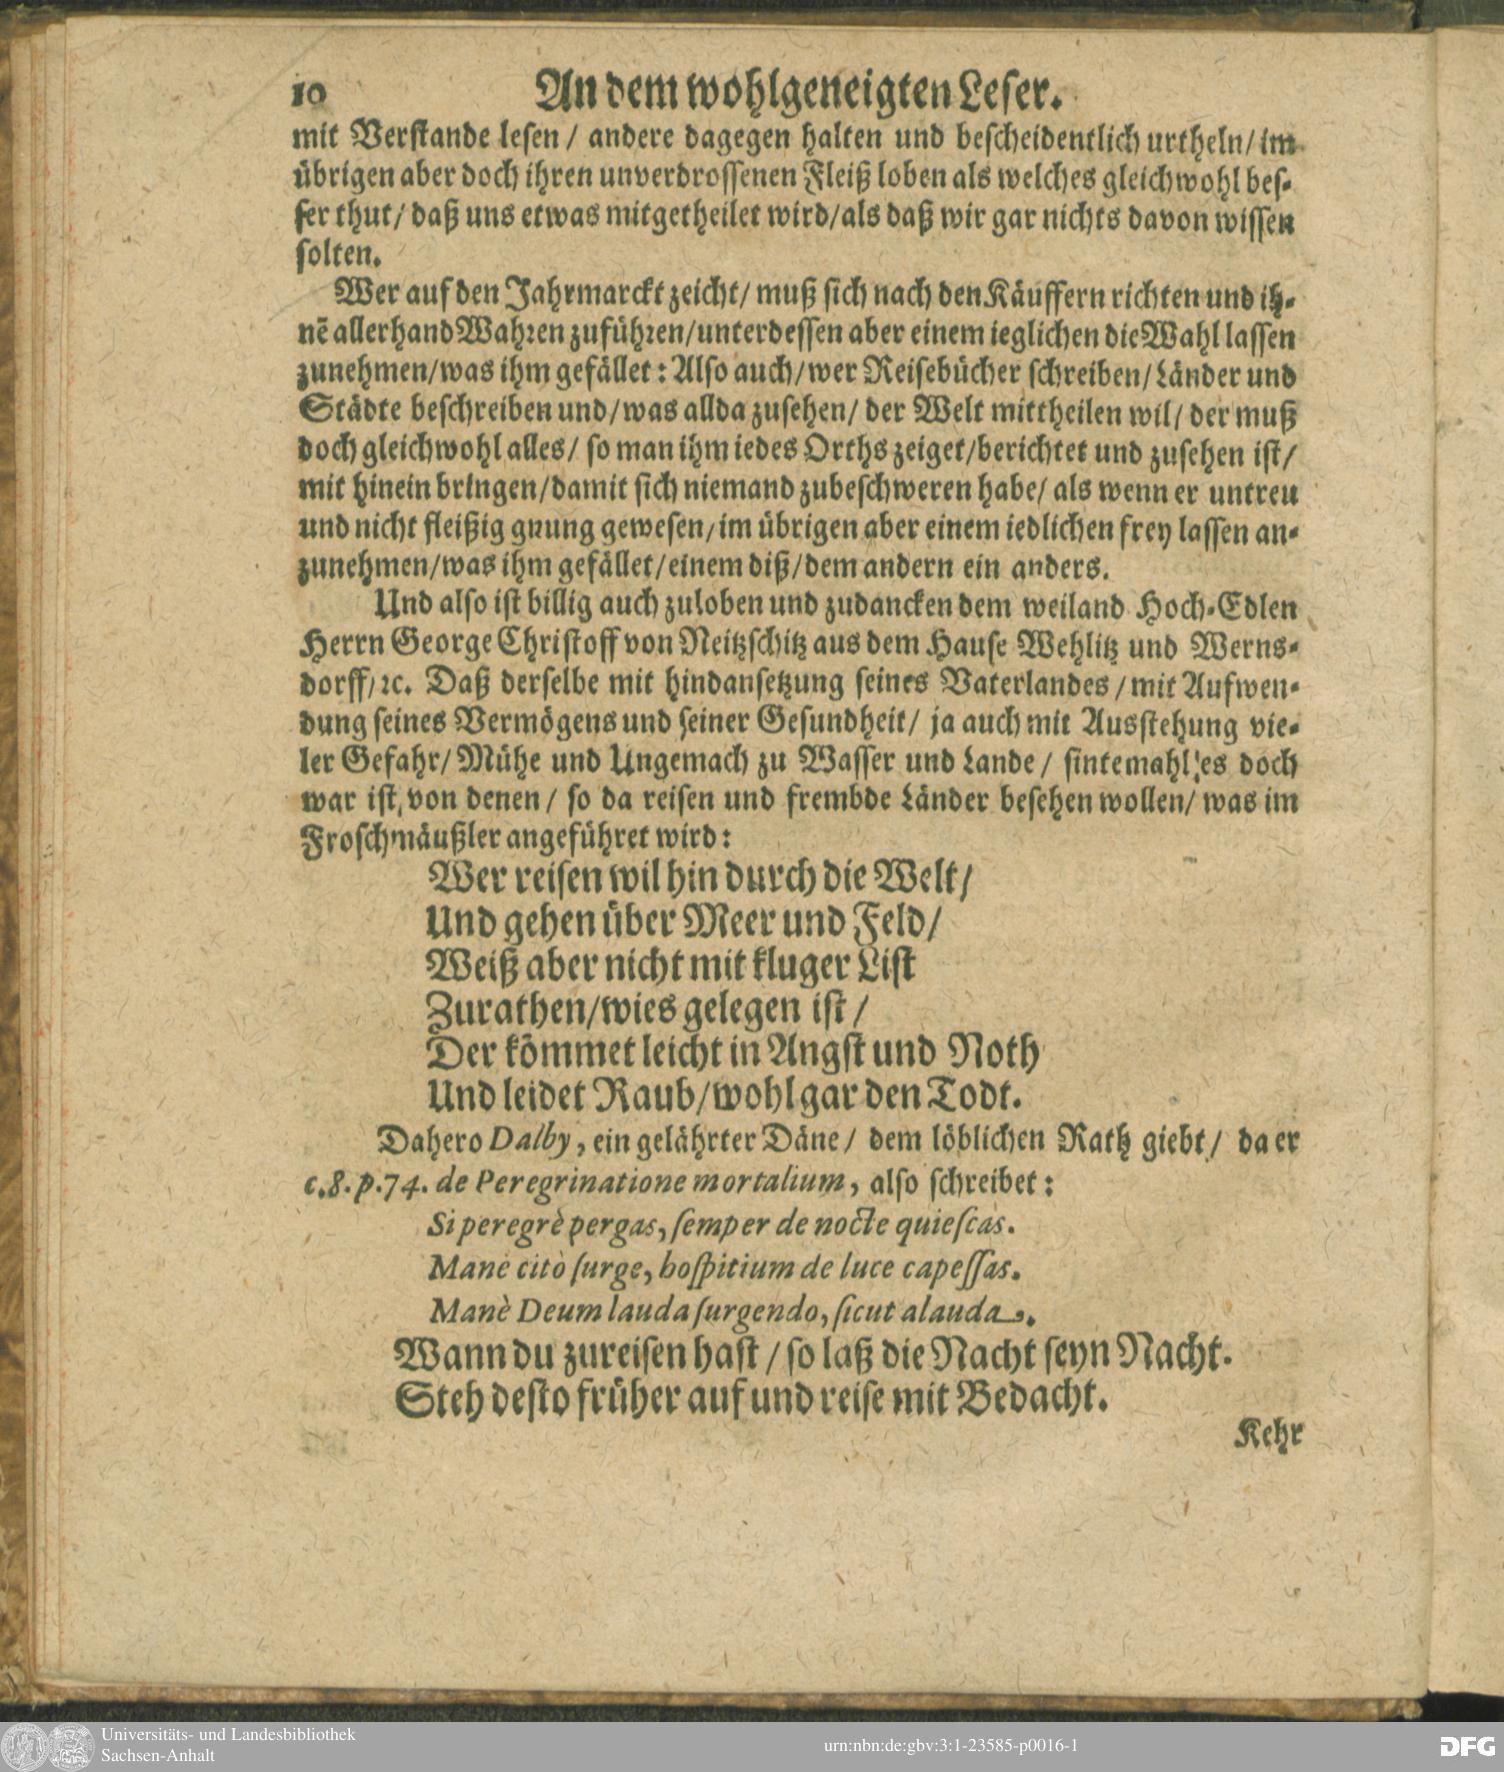 10 An dem wohlgeneigten Leser.
mit Verstande lesen / andere dagegen halten und bescheidentlich urtheln / im
übrigen aber doch ihren unverdrossenen Fleiß loben als welches gleichwohl bes-
ser thut / daß uns etwas mitgetheilet wird / als daß wir gar nichts davon wissen
solten.
Wer auf den Jahrmarckt zeicht / muß sich nach den Käuffern richten und ih-
nē allerhand Wahren zuführen / unterdessen aber einem ieglichen die Wahl lassen
zunehmen / was ihm gefället : Also auch / wer Reisebücher schreiben / Länder und
Städte beschreiben und / was allda zusehen / der Welt mittheilen wil / der muß
doch gleichwohl alles / so man ihm iedes Orths zeiget / berichtet und zusehen ist /
mit hinein bringen / damit sich niemand zubeschweren habe / als wenn er untreu
und nicht fleißig gnung gewesen / im übrigen aber einem iedlichen frey lassen an-
zunehmen / was ihm gefället / einem diß / dem andern ein anders.
Und also ist billig auch zuloben und zudancken dem weiland Hoch-Edlen
Herrn George Christoff von Neitzschitz aus dem Hause Wehlitz und Werns-
dorff / ꝛc. Daß derselbe mit hindansetzung seines Vaterlandes / mit Aufwen-
dung seines Vermögens und seiner Gesundheit / ja auch mit Ausstehung vie-
ler Gefahr / Mühe und Ungemach zu Wasser und Lande / sintemahl es doch
war ist, von denen / so da reisen und frembde Länder besehen wollen / was im
Froschmäußler angeführet wird :
Wer reisen wil hin durch die Welt /
Und gehen über Meer und Feld /
Weiß aber nicht mit kluger List
Zurathen / wies gelegen ist /
Der kömmet leicht in Angst und Noth
Und leidet Raub / wohl gar den Todt.
Dahero Dalby, ein gelährter Däne / dem löblichen Rath giebt / da er
c. 8. p. 74. de Peregrinatione mortalium, also schreibet :
Si peregrè pergas, semper de nocte quiescas.
Manè citò surge, hospitium de luce capessas.
Manè Deum lauda surgendo, sicut alauda.
Wann du zureisen hast / so laß die Nacht seyn Nacht.
Steh desto früher auf und reise mit Bedacht.
Kehr
Universitäts- und Landesbibliothek
Sachsen-Anhalt
urn:nbn:de:gbv:3:1-23585-p0016-1
DFG